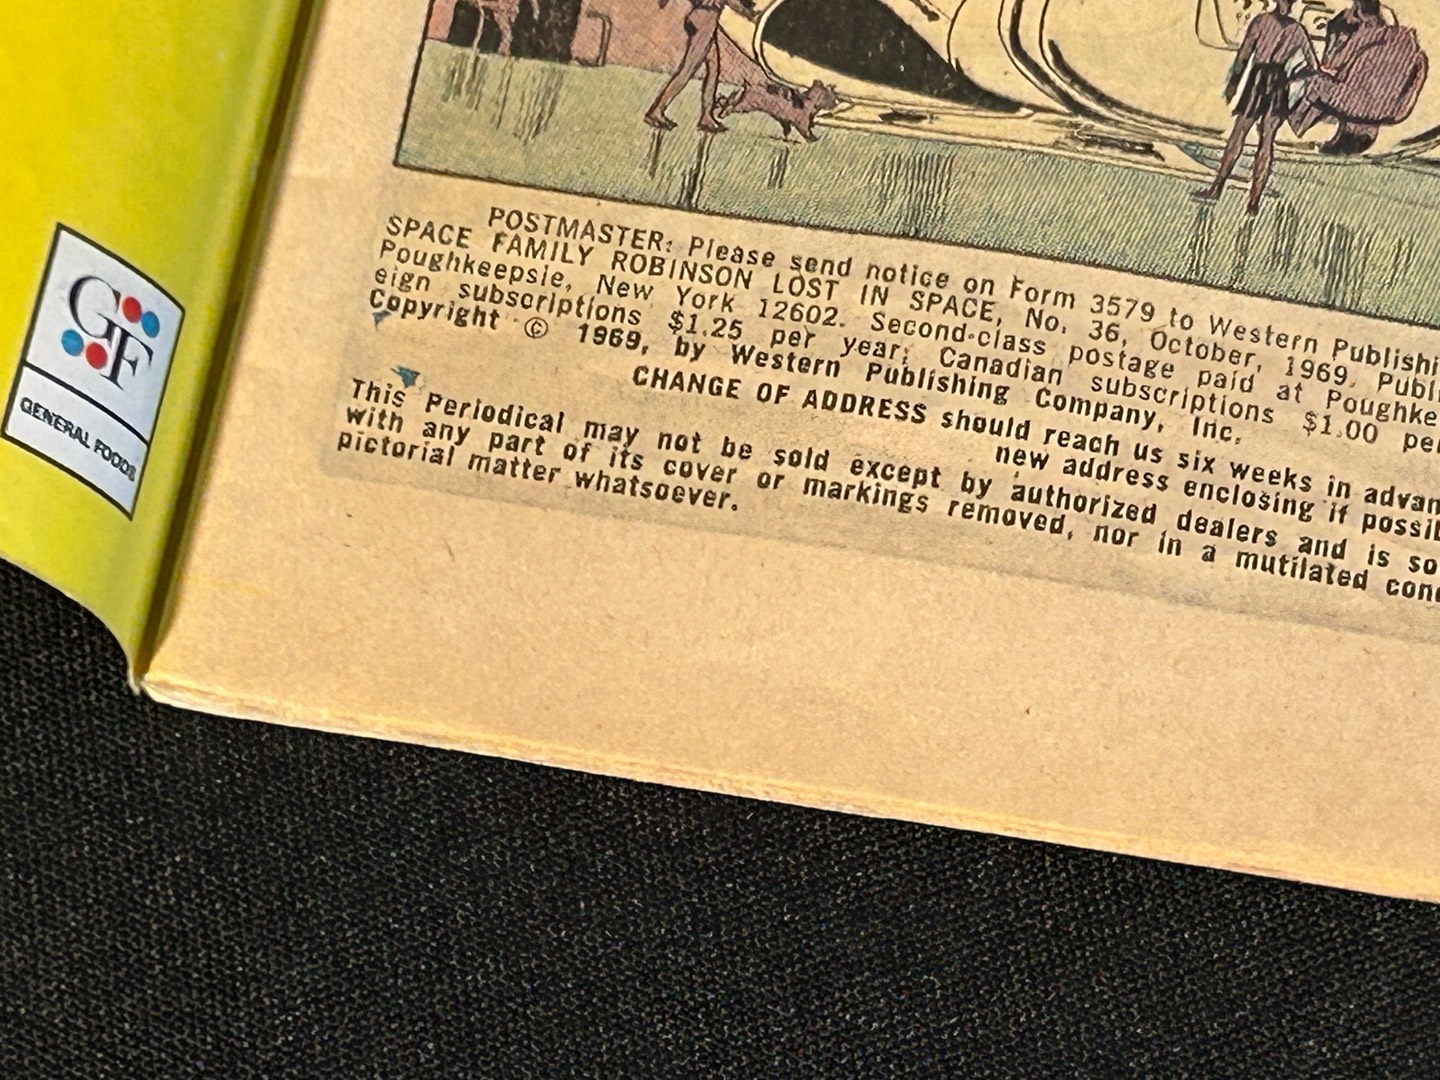 GF
GENERAL FOODS
POSTMASTER: Please send notice on Form 3579 to Western Publishi
SPACE FAMILY ROBINSON LOST IN SPACE, No. 36, October, 1969. Publi
Poughkeepsie, New York 12602. Second-class postage paid at Poughke
eign subscriptions $1.25 per year; Canadian subscriptions $1.00 per
Copyright © 1969, by Western Publishing Company, Inc.
CHANGE OF ADDRESS should reach us six weeks in advan
new address enclosing if possib
This Periodical may not be sold except by authorized dealers and is so
with any part of its cover or markings removed, nor in a mutilated cond
pictorial matter whatsoever.